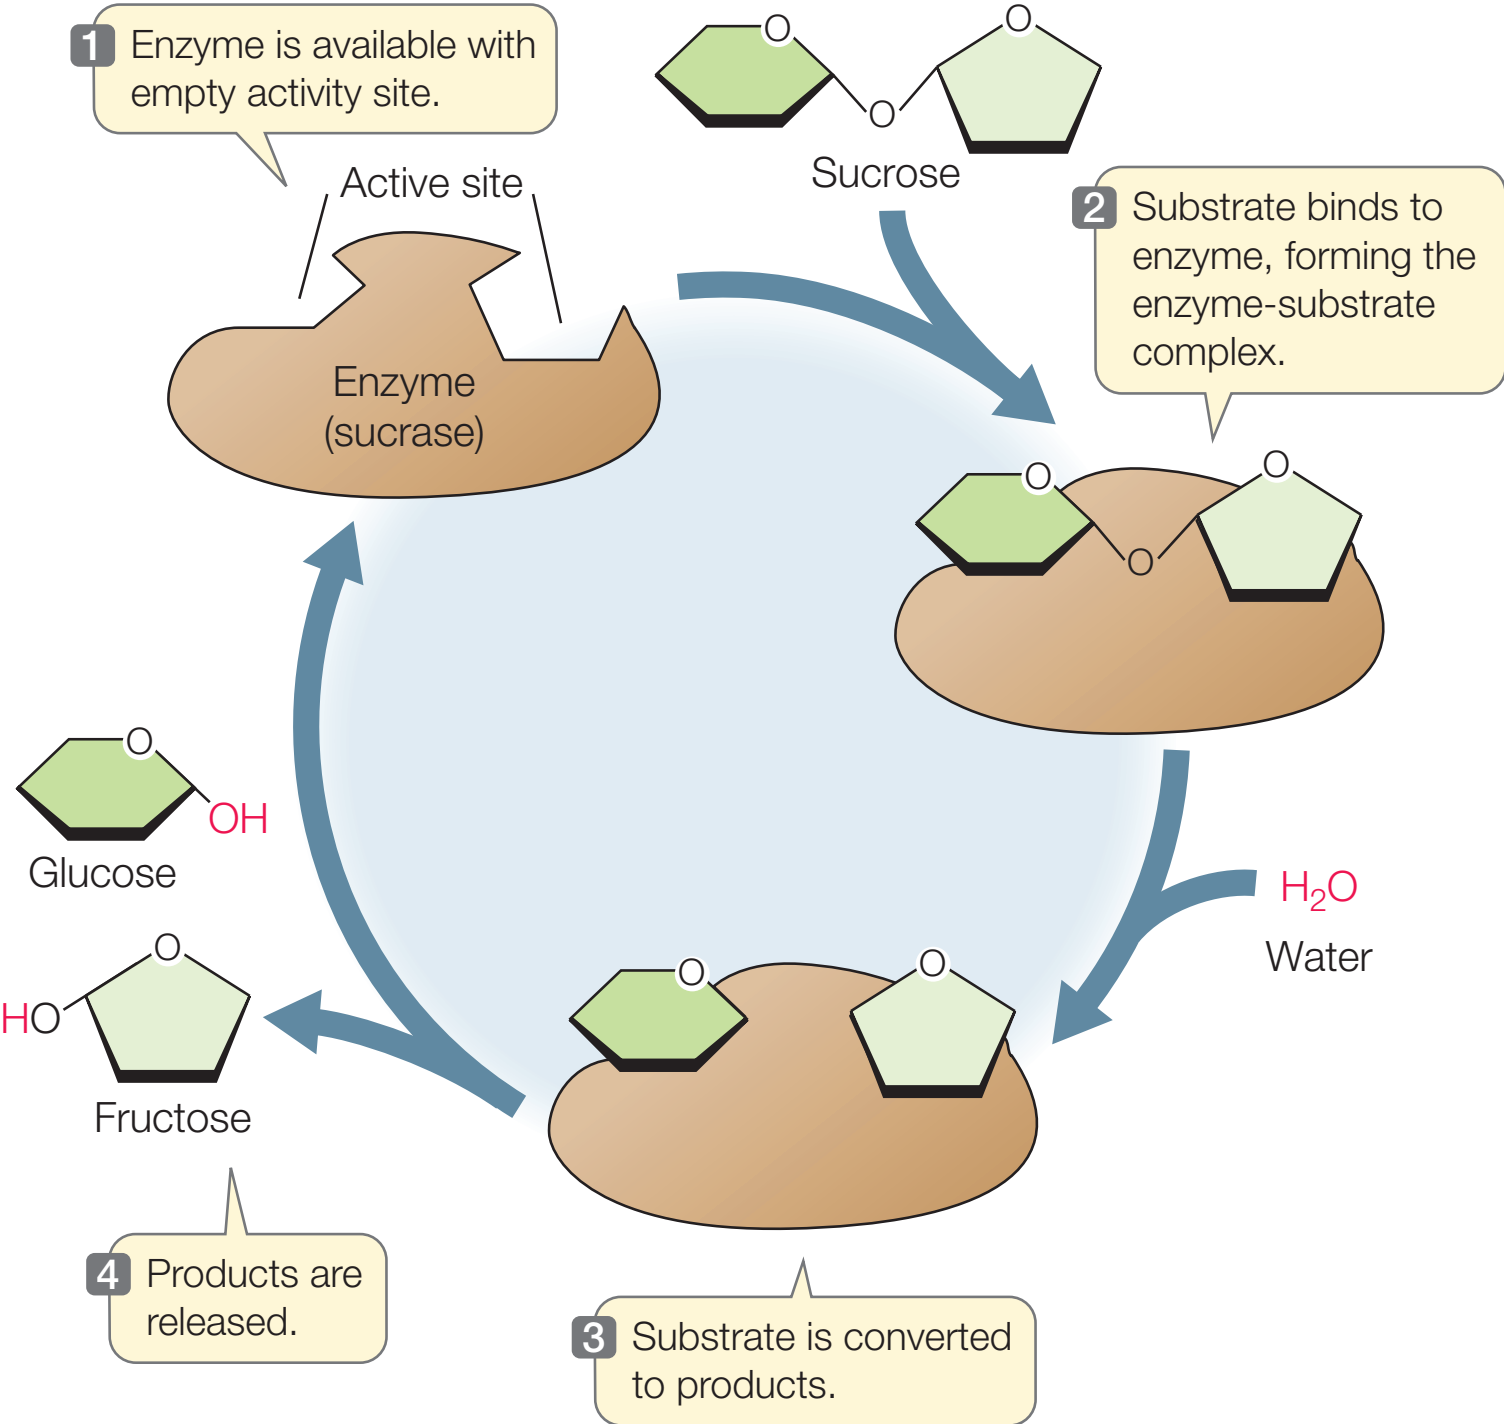 1 Enzyme is available with
empty activity site.
Active site
Enzyme
(sucrase)
O
O
O
Sucrose
2 Substrate binds to
enzyme, forming the
enzyme-substrate
complex.
O
O
O
H₂O
Water
O
O
3 Substrate is converted
to products.
O
OH
Glucose
O
HO
Fructose
4 Products are
released.